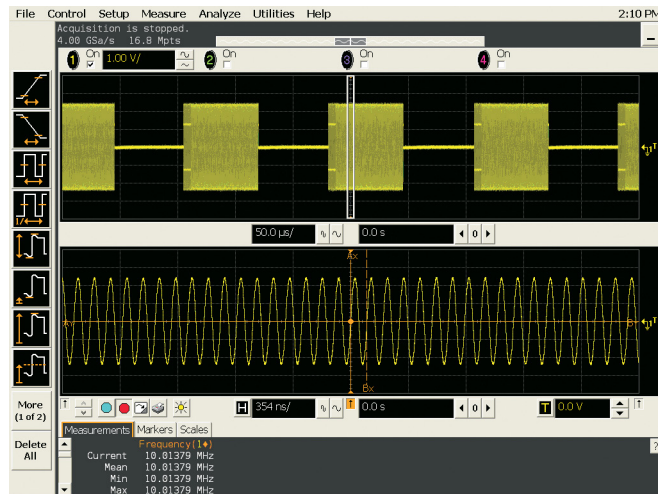 File Control Setup Measure Analyze Utilities Help 2:10 PM
Acquisition is stopped.
4.00 GSa/s 16.8 Mpts
1 On 1.00 V/ 2 On 3 On 4 On
T
50.0 µs/ 0.0 s 0
Ax
Ay B
T
Bx
More
(1 of 2)
Delete
All
T H 354 ns/ T 0.0 s 0 T 0.0 V T
Measurements Markers Scales
?
Frequency(1♦)
Current 10.01379 MHz
Mean 10.01379 MHz
Min 10.01379 MHz
Max 10.01379 MHz